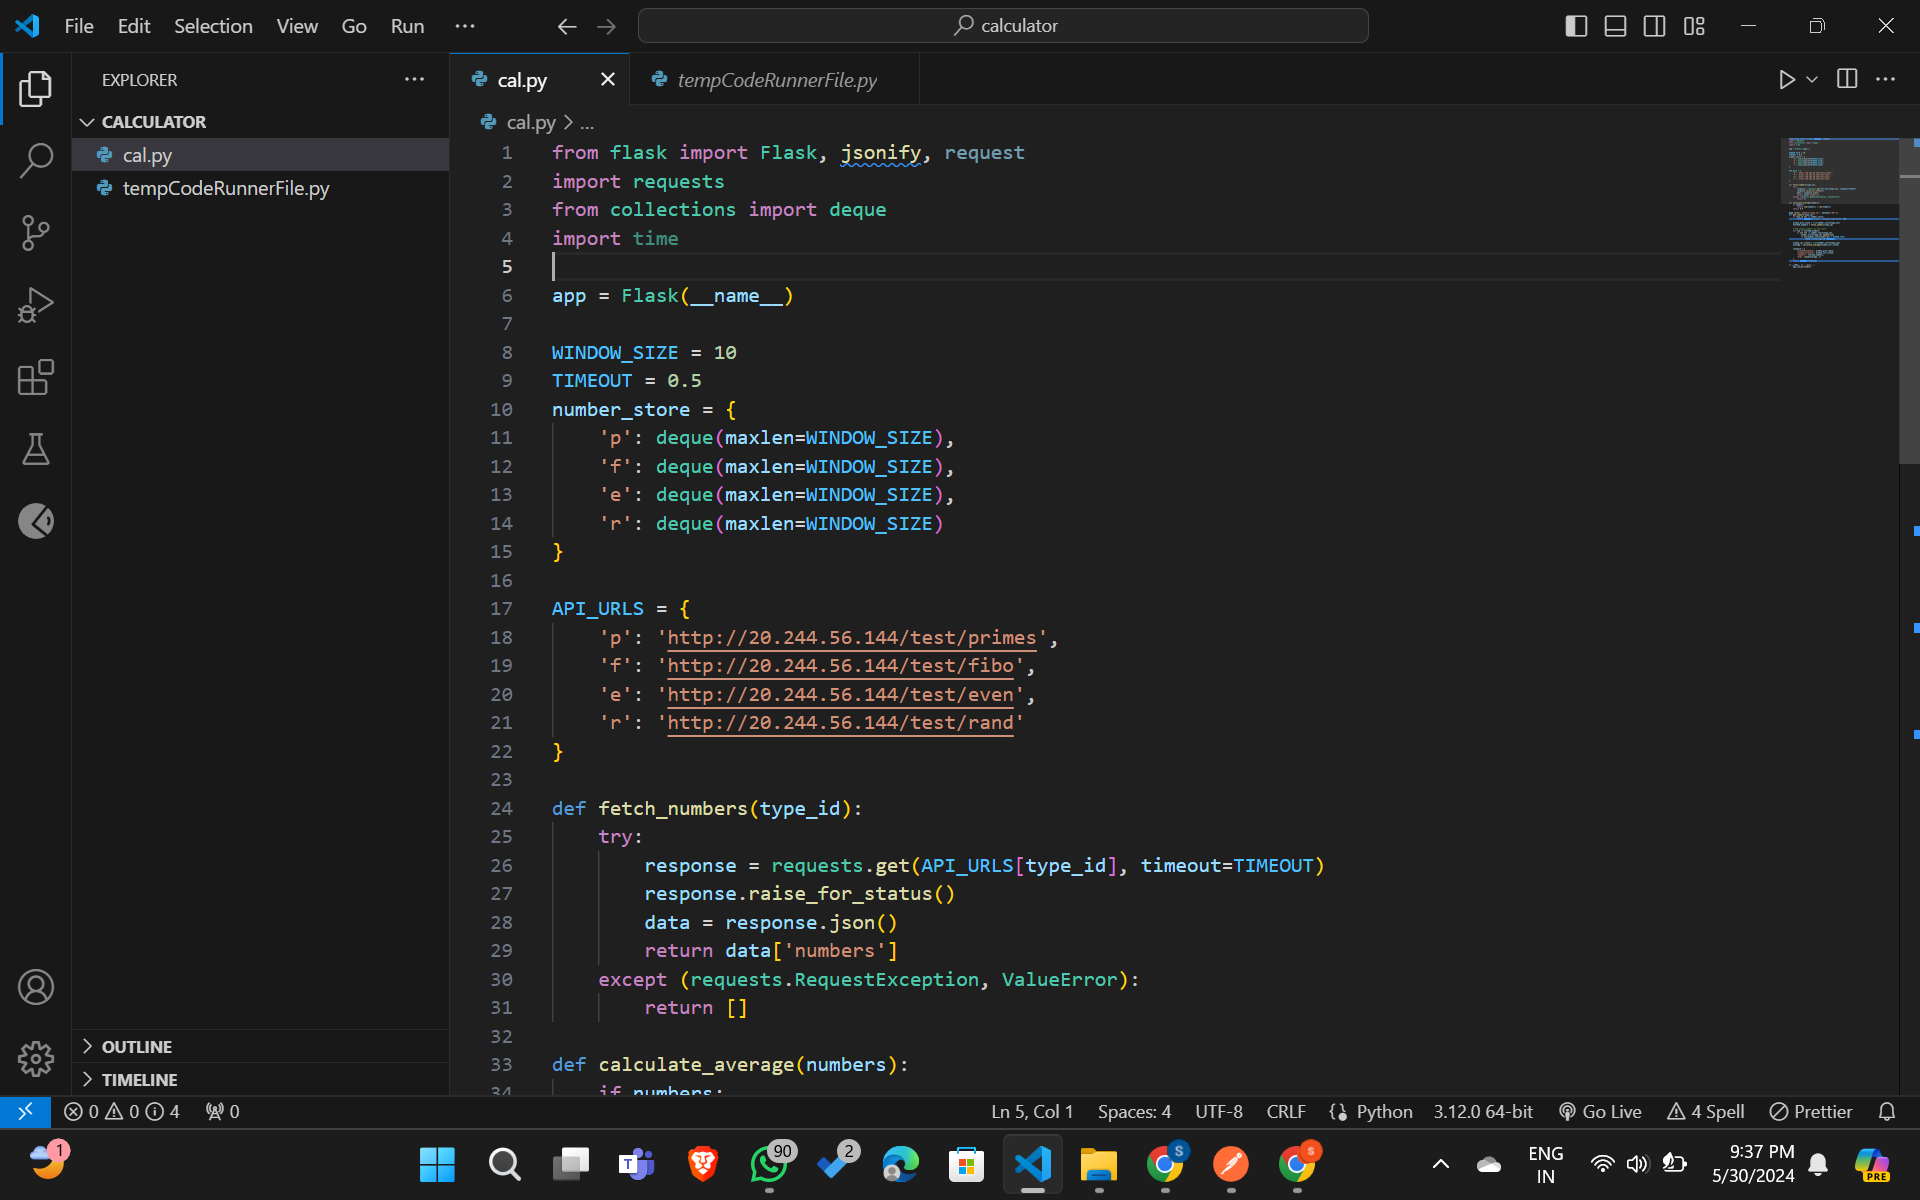 File Edit Selection View Go Run ···
calculator
EXPLORER ···
CALCULATOR
cal.py
tempCodeRunnerFile.py
OUTLINE
TIMELINE
cal.py tempCodeRunnerFile.py
cal.py > ...
1 from flask import Flask, jsonify, request
2 import requests
3 from collections import deque
4 import time
5
6 app = Flask(__name__)
7
8 WINDOW_SIZE = 10
9 TIMEOUT = 0.5
10 number_store = {
11     'p': deque(maxlen=WINDOW_SIZE),
12     'f': deque(maxlen=WINDOW_SIZE),
13     'e': deque(maxlen=WINDOW_SIZE),
14     'r': deque(maxlen=WINDOW_SIZE)
15 }
16
17 API_URLS = {
18     'p': 'http://20.244.56.144/test/primes',
19     'f': 'http://20.244.56.144/test/fibo',
20     'e': 'http://20.244.56.144/test/even',
21     'r': 'http://20.244.56.144/test/rand'
22 }
23
24 def fetch_numbers(type_id):
25     try:
26         response = requests.get(API_URLS[type_id], timeout=TIMEOUT)
27         response.raise_for_status()
28         data = response.json()
29         return data['numbers']
30     except (requests.RequestException, ValueError):
31         return []
32
33 def calculate_average(numbers):
34     if numbers:
0 0 4 0 Ln 5, Col 1 Spaces: 4 UTF-8 CRLF Python 3.12.0 64-bit Go Live 4 Spell Prettier
1 90 2 S S ENG 9:37 PM
IN 5/30/2024 PRE